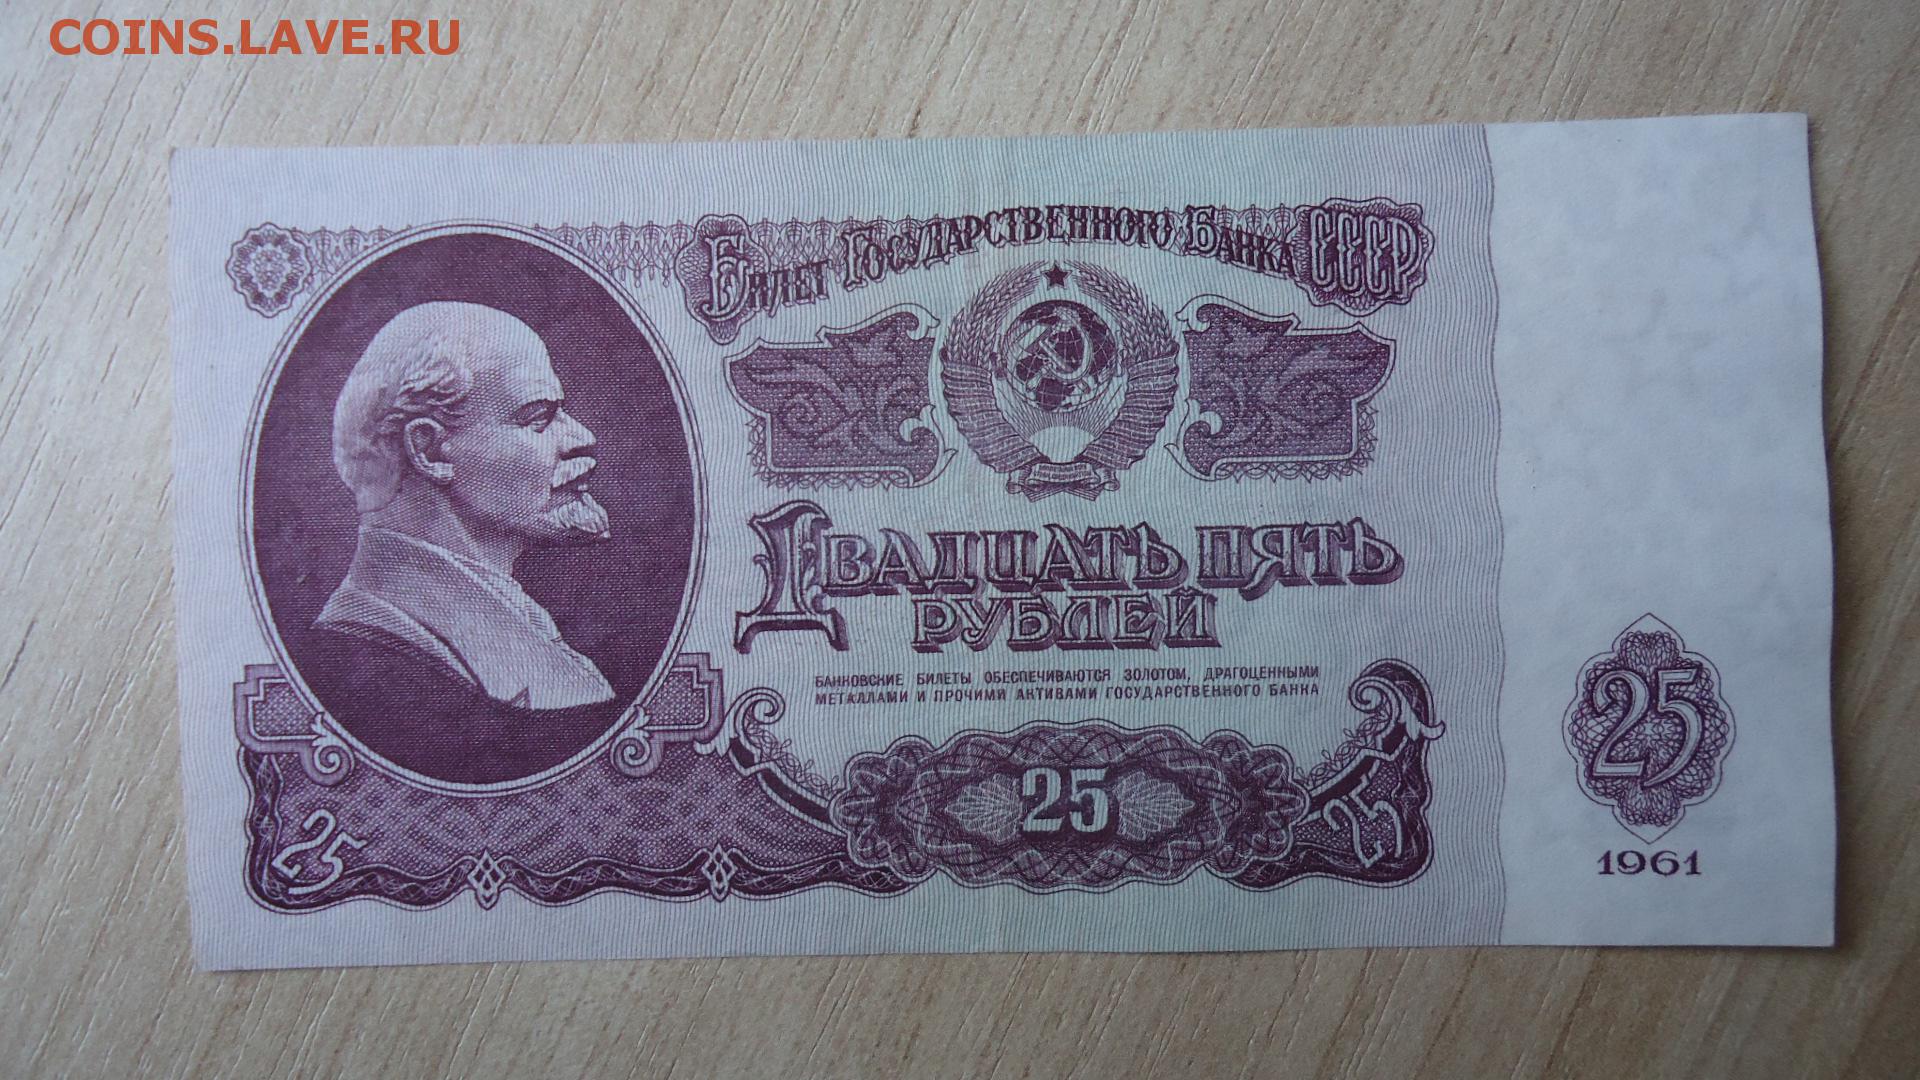 COINS.LAVE.RU
Билет Государственного Банка СССР
Двадцать пять
рублей
БАНКОВСКИЕ БИЛЕТЫ ОБЕСПЕЧИВАЮТСЯ ЗОЛОТОМ, ДРАГОЦЕННЫМИ
МЕТАЛЛАМИ И ПРОЧИМИ АКТИВАМИ ГОСУДАРСТВЕННОГО БАНКА
25
25
25
25
1961